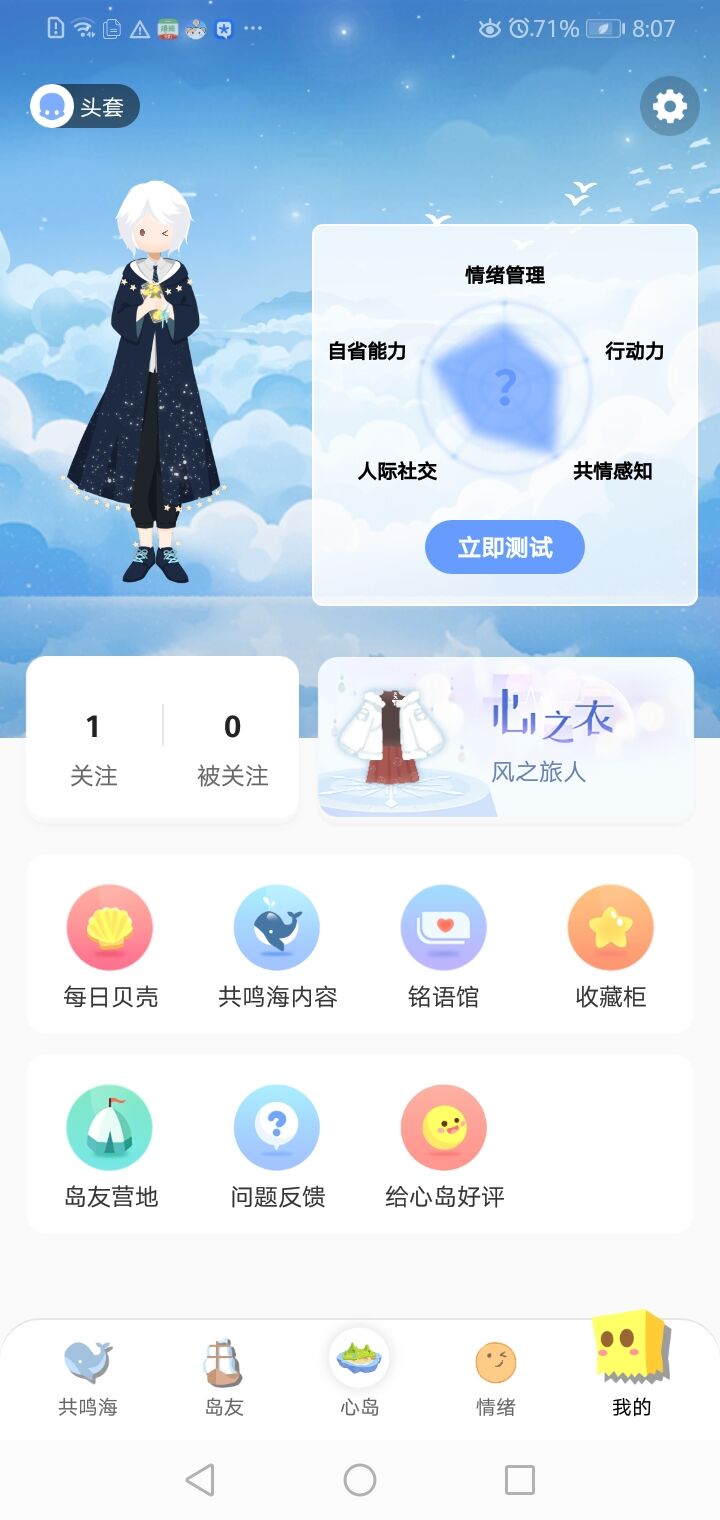 71% 8:07
头套
情绪管理
自省能力
行动力
?
人际社交
共情感知
立即测试
1
0
关注
被关注
心之衣
风之旅人
每日贝壳
共鸣海内容
铭语馆
收藏柜
?
岛友营地
问题反馈
给心岛好评
共鸣海
岛友
心岛
情绪
我的